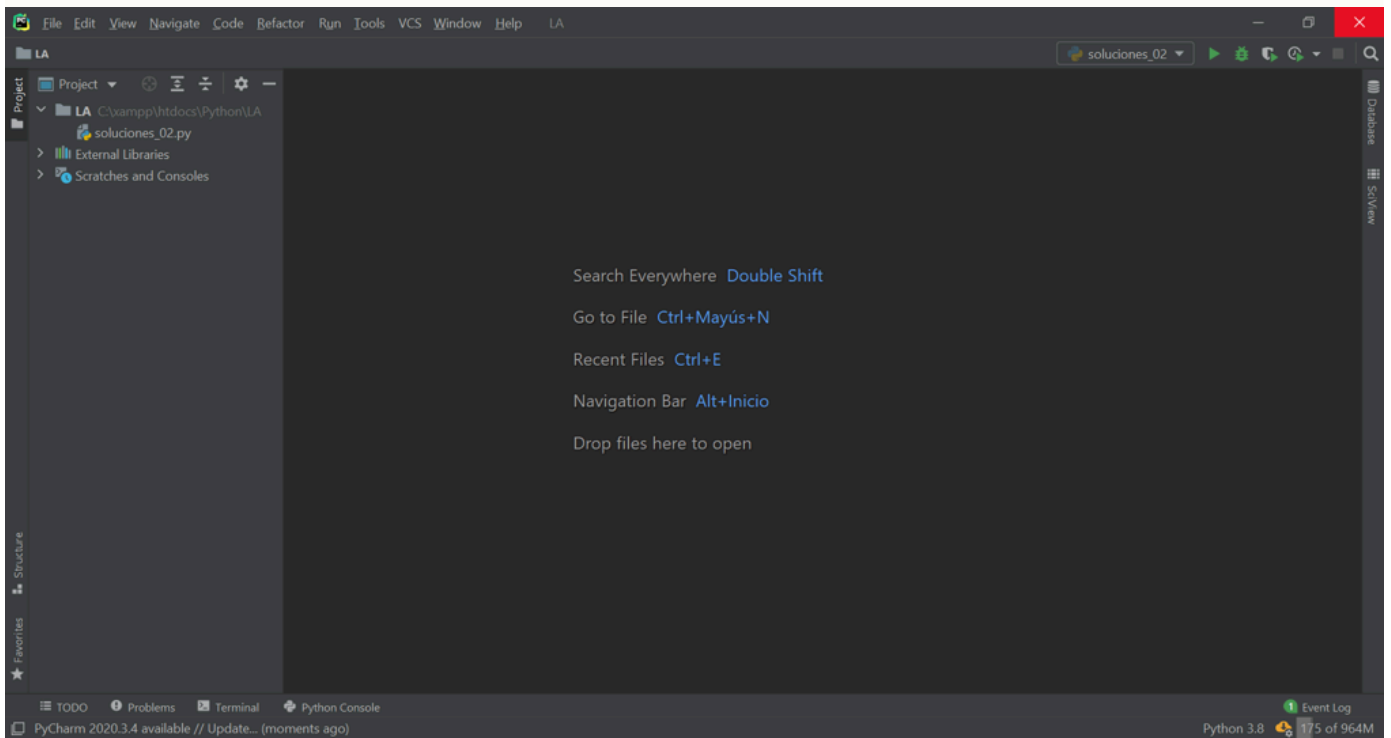 File Edit View Navigate Code Refactor Run Tools VCS Window Help LA
LA
soluciones_02
Project
Project
LA C:\xampp\htdocs\Python\LA
soluciones_02.py
External Libraries
Scratches and Consoles
Database
SciView
Search Everywhere Double Shift
Go to File Ctrl+Mayús+N
Recent Files Ctrl+E
Navigation Bar Alt+Inicio
Drop files here to open
Structure
Favorites
TODO Problems Terminal Python Console
1 Event Log
PyCharm 2020.3.4 available // Update... (moments ago)
Python 3.8 175 of 964M